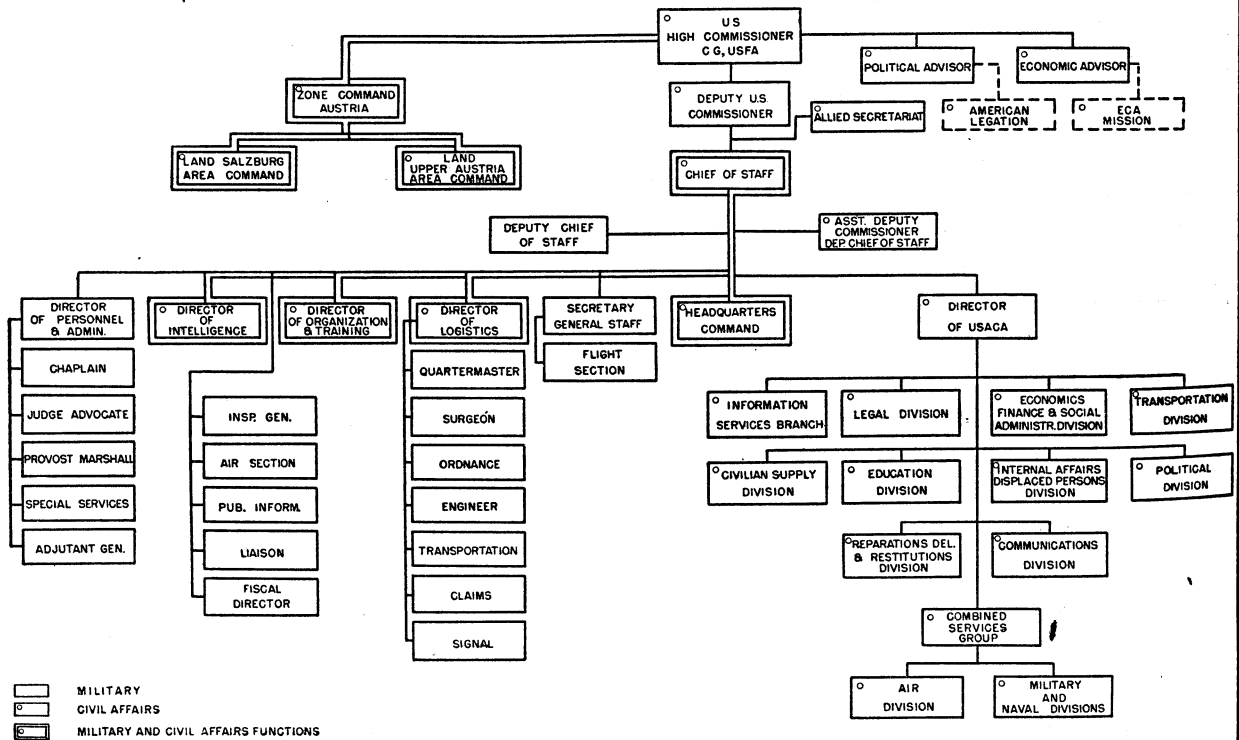 U S
HIGH COMMISSIONER
C G, USFA
POLITICAL ADVISOR
ECONOMIC ADVISOR
ZONE COMMAND
AUSTRIA
DEPUTY U.S.
COMMISSIONER
ALLIED SECRETARIAT
AMERICAN
LEGATION
ECA
MISSION
LAND SALZBURG
AREA COMMAND
LAND
UPPER AUSTRIA
AREA COMMAND
CHIEF OF STAFF
DEPUTY CHIEF
OF STAFF
ASST. DEPUTY
COMMISSIONER
DEP. CHIEF OF STAFF
DIRECTOR
OF PERSONNEL
& ADMIN.
DIRECTOR
OF
INTELLIGENCE
DIRECTOR
OF ORGANIZATION
& TRAINING
DIRECTOR
OF
LOGISTICS
SECRETARY
GENERAL STAFF
HEADQUARTERS
COMMAND
DIRECTOR
OF USACA
CHAPLAIN
JUDGE ADVOCATE
PROVOST MARSHALL
SPECIAL SERVICES
ADJUTANT GEN.
INSP. GEN.
AIR SECTION
PUB. INFORM.
LIAISON
FISCAL
DIRECTOR
QUARTERMASTER
SURGEON
ORDNANCE
ENGINEER
TRANSPORTATION
CLAIMS
SIGNAL
FLIGHT
SECTION
INFORMATION
SERVICES BRANCH
LEGAL DIVISION
ECONOMICS
FINANCE & SOCIAL
ADMINISTR. DIVISION
TRANSPORTATION
DIVISION
CIVILIAN SUPPLY
DIVISION
EDUCATION
DIVISION
INTERNAL AFFAIRS
DISPLACED PERSONS
DIVISION
POLITICAL
DIVISION
REPARATIONS DEL.
& RESTITUTIONS
DIVISION
COMMUNICATIONS
DIVISION
COMBINED
SERVICES
GROUP
AIR
DIVISION
MILITARY
AND
NAVAL DIVISIONS
MILITARY
CIVIL AFFAIRS
MILITARY AND CIVIL AFFAIRS FUNCTIONS